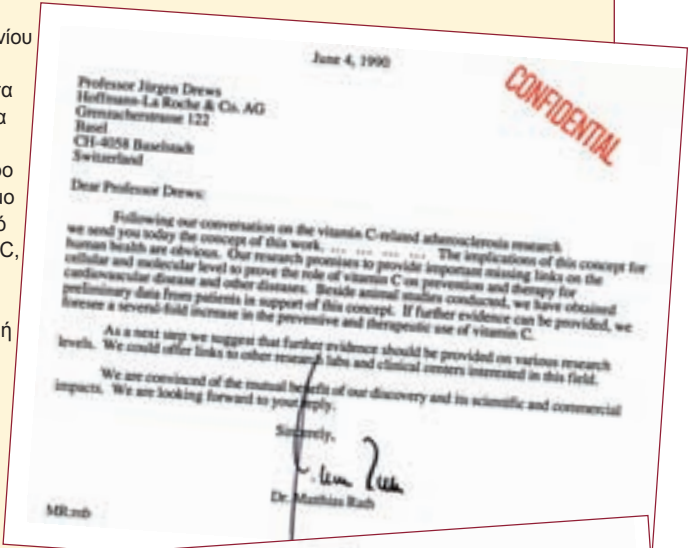 νίου
τα
α
ρο
μο
ό
C,
ή
June 4, 1990
CONFIDENTIAL
Professor Jürgen Drews
Hoffmann-La Roche & Co. AG
Grenzacherstrasse 122
Basel
CH-4058 Baselstadt
Switzerland
Dear Professor Drews:
Following our conversation on the vitamin C-related atherosclerosis research
we send you today the concept of this work. ... ... ... ... The implications of this concept for
human health are obvious. Our research promises to provide important missing links on the
cellular and molecular level to prove the role of vitamin C on prevention and therapy for
cardiovascular disease and other diseases. Beside animal studies conducted, we have obtained
preliminary data from patients in support of this concept. If further evidence can be provided, we
foresee a several-fold increase in the preventive and therapeutic use of vitamin C.
As a next step we suggest that further evidence should be provided on various research
levels. We could offer links to other research labs and clinical centers interested in this field.
We are convinced of the mutual benefit of our discovery and its scientific and commercial
impacts. We are looking forward to your reply.
Sincerely,
Dr. Matthias Rath
MR:mb